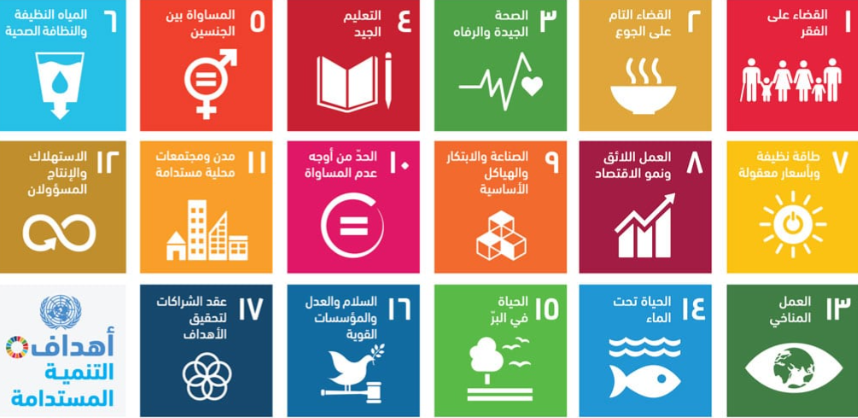 ١
القضاء على
الفقر
٢
القضاء التام
على الجوع
٣
الصحة
الجيدة والرفاه
٤
التعليم
الجيد
٥
المساواة بين
الجنسين
٦
المياه النظيفة
والنظافة الصحية
٧
طاقة نظيفة
وبأسعار معقولة
٨
العمل اللائق
ونمو الاقتصاد
٩
الصناعة والابتكار
والهياكل
الأساسية
١٠
الحدّ من أوجه
عدم المساواة
١١
مدن ومجتمعات
محلية مستدامة
١٢
الاستهلاك
والإنتاج
المسؤولان
١٣
العمل
المناخي
١٤
الحياة تحت
الماء
١٥
الحياة
في البرّ
١٦
السلام والعدل
والمؤسسات
القوية
١٧
عقد الشراكات
لتحقيق
الأهداف
أهداف
التنمية
المستدامة